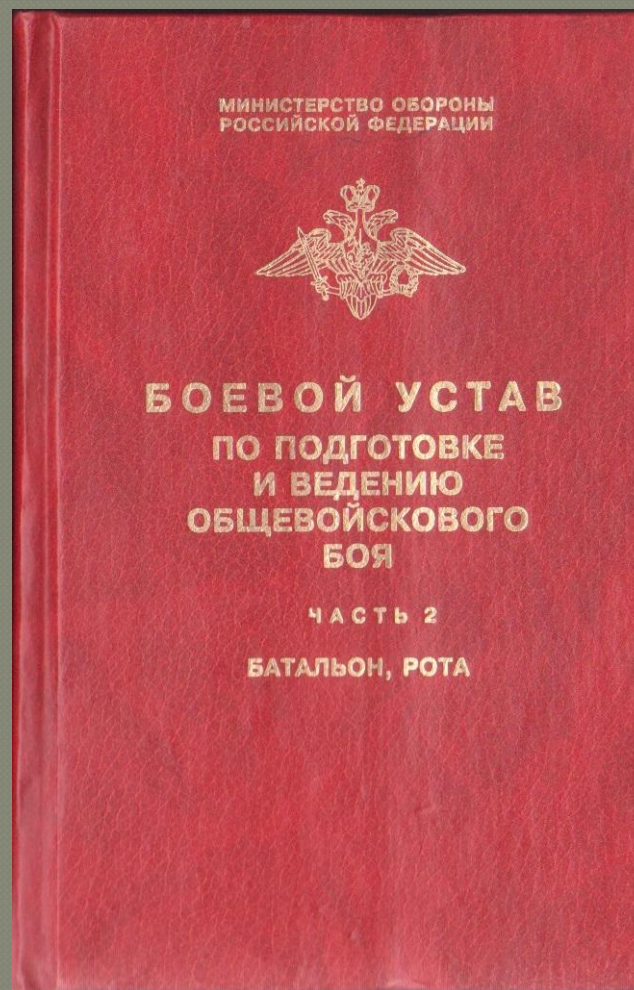 МИНИСТЕРСТВО ОБОРОНЫ
РОССИЙСКОЙ ФЕДЕРАЦИИ
БОЕВОЙ УСТАВ
ПО ПОДГОТОВКЕ
И ВЕДЕНИЮ
ОБЩЕВОЙСКОВОГО
БОЯ
ЧАСТЬ 2
БАТАЛЬОН, РОТА